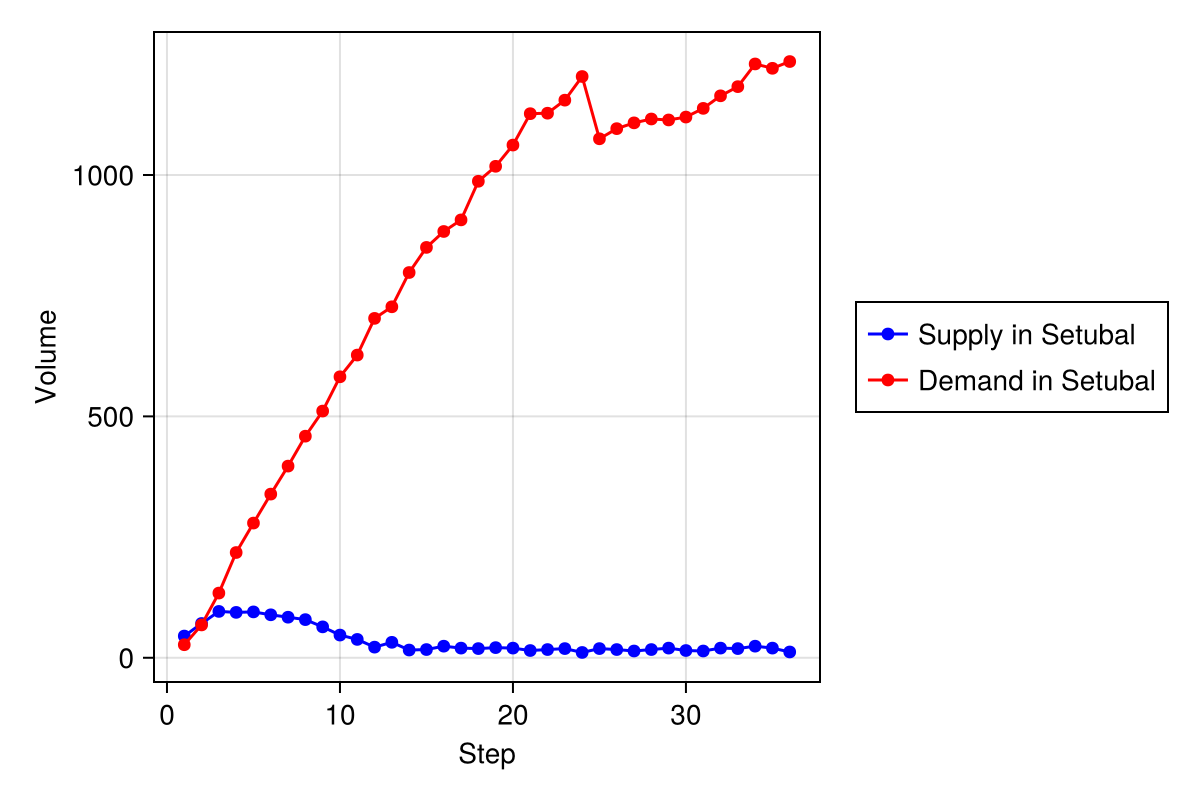 1000
500
0
0 10 20 30
Volume
Step
Supply in Setubal
Demand in Setubal